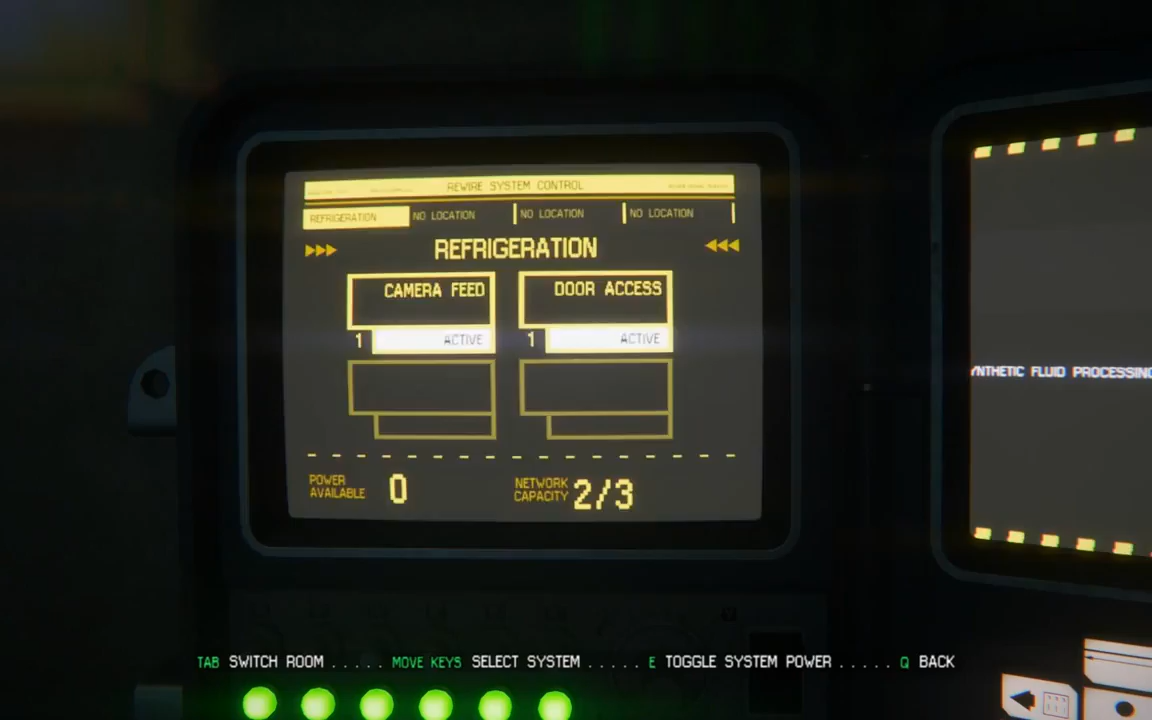 REWIRE SYSTEM CONTROL
REFRIGERATION NO LOCATION NO LOCATION NO LOCATION
REFRIGERATION
CAMERA FEED DOOR ACCESS
1 ACTIVE 1 ACTIVE
YNTHETIC FLUID PROCESSING
POWER AVAILABLE 0 NETWORK CAPACITY 2/3
TAB SWITCH ROOM ..... MOVE KEYS SELECT SYSTEM ...... E TOGGLE SYSTEM POWER ..... Q BACK